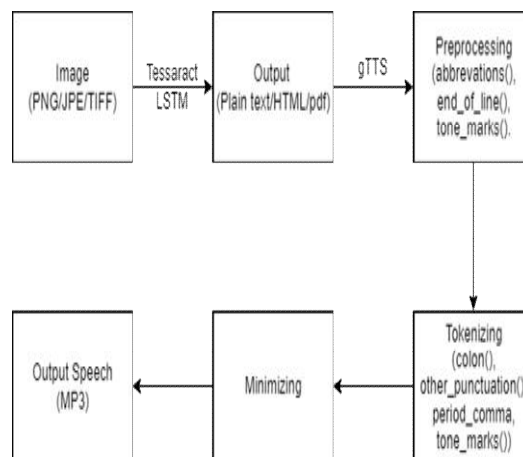 Image
(PNG/JPE/TIFF)
Tessaract
LSTM
Output
(Plain text/HTML/pdf)
gTTS
Preprocessing
(abbrevations(),
end_of_line(),
tone_marks().
Tokenizing
(colon(),
other_punctuation()
period_comma,
tone_marks())
Minimizing
Output Speech
(MP3)